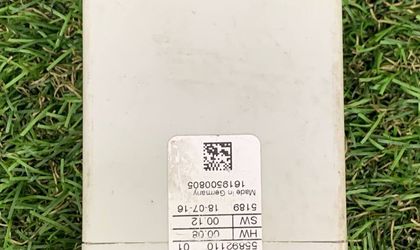 55892110 01
HW 00.08
SW 00.12
5189 18-07-16
1619500805
Made in Germany